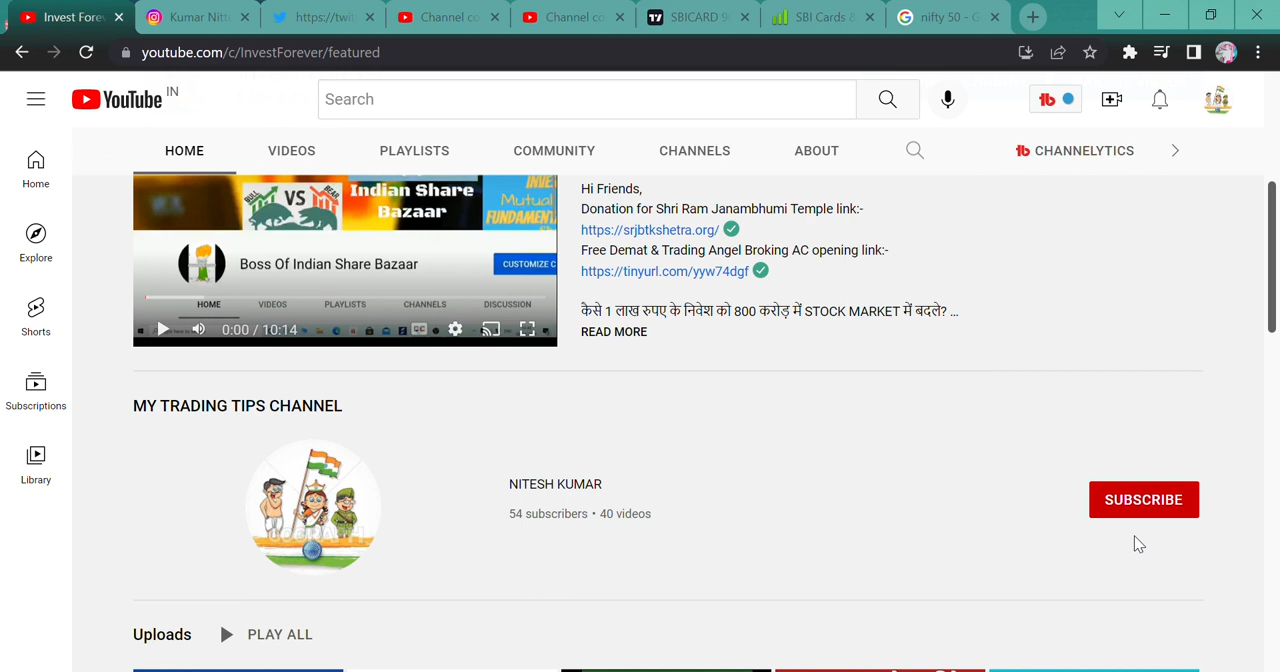 Invest Forev
Kumar Nite
https://twit
Channel co
Channel co
SBICARD 9
SBI Cards &
nifty 50 - G
youtube.com/c/InvestForever/featured
YouTube IN
Search
Home
Explore
Shorts
Subscriptions
Library
HOME VIDEOS PLAYLISTS COMMUNITY CHANNELS ABOUT CHANNELYTICS
VS
Indian Share
Bazaar
Mutual
FUNDAMENT
Boss Of Indian Share Bazaar
CUSTOMIZE C
HOME VIDEOS PLAYLISTS CHANNELS DISCUSSION
0:00 / 10:14
Hi Friends,
Donation for Shri Ram Janambhumi Temple link:-
https://srjbtkshetra.org/
Free Demat & Trading Angel Broking AC opening link:-
https://tinyurl.com/yyw74dgf
कैसे 1 लाख रुपए के निवेश को 800 करोड़ में STOCK MARKET में बदले? ...
READ MORE
MY TRADING TIPS CHANNEL
NITESH KUMAR
54 subscribers • 40 videos
SUBSCRIBE
Uploads PLAY ALL